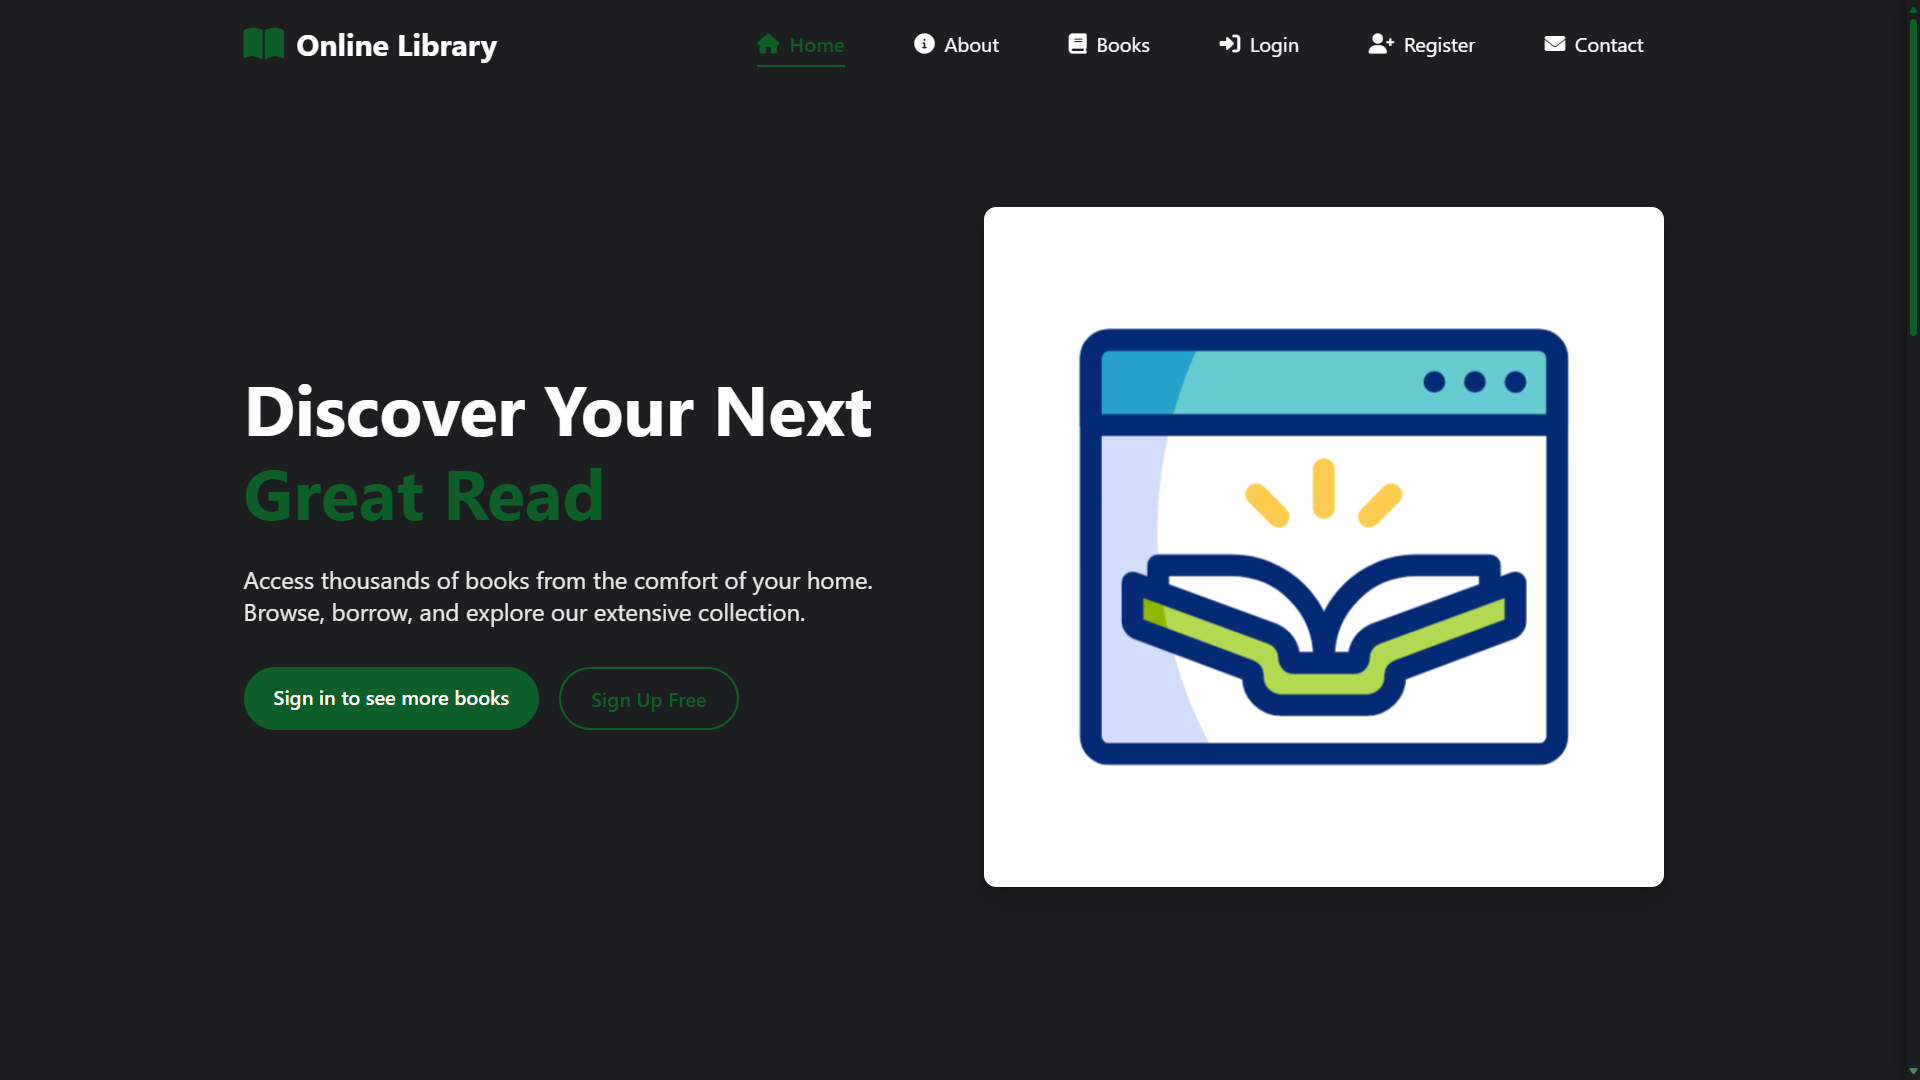 Online Library
Home
About
Books
Login
Register
Contact
Discover Your Next
Great Read
Access thousands of books from the comfort of your home.
Browse, borrow, and explore our extensive collection.
Sign in to see more books
Sign Up Free